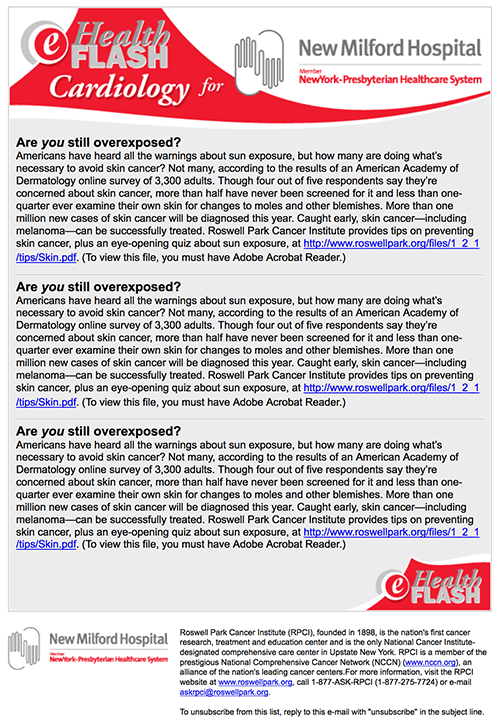 e Health
FLASH
Cardiology for
New Milford Hospital
Member
NewYork-Presbyterian Healthcare System
Are you still overexposed?
Americans have heard all the warnings about sun exposure, but how many are doing what's
necessary to avoid skin cancer? Not many, according to the results of an American Academy of
Dermatology online survey of 3,300 adults. Though four out of five respondents say they're
concerned about skin cancer, more than half have never been screened for it and less than one-
quarter ever examine their own skin for changes to moles and other blemishes. More than one
million new cases of skin cancer will be diagnosed this year. Caught early, skin cancer—including
melanoma—can be successfully treated. Roswell Park Cancer Institute provides tips on preventing
skin cancer, plus an eye-opening quiz about sun exposure, at http://www.roswellpark.org/files/1_2_1
/tips/Skin.pdf. (To view this file, you must have Adobe Acrobat Reader.)
Are you still overexposed?
Americans have heard all the warnings about sun exposure, but how many are doing what's
necessary to avoid skin cancer? Not many, according to the results of an American Academy of
Dermatology online survey of 3,300 adults. Though four out of five respondents say they're
concerned about skin cancer, more than half have never been screened for it and less than one-
quarter ever examine their own skin for changes to moles and other blemishes. More than one
million new cases of skin cancer will be diagnosed this year. Caught early, skin cancer—including
melanoma—can be successfully treated. Roswell Park Cancer Institute provides tips on preventing
skin cancer, plus an eye-opening quiz about sun exposure, at http://www.roswellpark.org/files/1_2_1
/tips/Skin.pdf. (To view this file, you must have Adobe Acrobat Reader.)
Are you still overexposed?
Americans have heard all the warnings about sun exposure, but how many are doing what's
necessary to avoid skin cancer? Not many, according to the results of an American Academy of
Dermatology online survey of 3,300 adults. Though four out of five respondents say they're
concerned about skin cancer, more than half have never been screened for it and less than one-
quarter ever examine their own skin for changes to moles and other blemishes. More than one
million new cases of skin cancer will be diagnosed this year. Caught early, skin cancer—including
melanoma—can be successfully treated. Roswell Park Cancer Institute provides tips on preventing
skin cancer, plus an eye-opening quiz about sun exposure, at http://www.roswellpark.org/files/1_2_1
/tips/Skin.pdf. (To view this file, you must have Adobe Acrobat Reader.)
e Health
FLASH
New Milford Hospital
Member
NewYork-Presbyterian Healthcare System
Roswell Park Cancer Institute (RPCI), founded in 1898, is the nation's first cancer
research, treatment and education center and is the only National Cancer Institute-
designated comprehensive care center in Upstate New York. RPCI is a member of the
prestigious National Comprehensive Cancer Network (NCCN) (www.nccn.org), an
alliance of the nation's leading cancer centers.For more information, visit the RPCI
website at www.roswellpark.org, call 1-877-ASK-RPCI (1-877-275-7724) or e-mail
askrpci@roswellpark.org.
To unsubscribe from this list, reply to this e-mail with "unsubscribe" in the subject line.